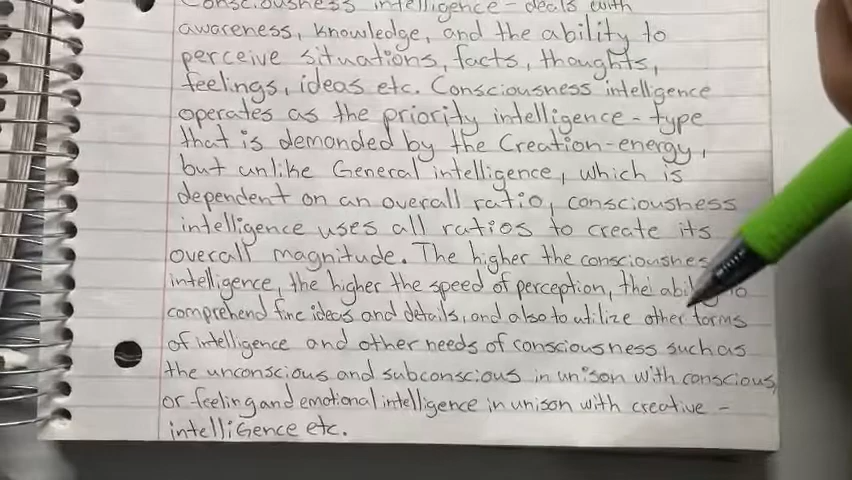 Consciousness intelligence - deals with
awareness, knowledge, and the ability to
perceive situations, facts, thoughts,
feelings, ideas etc. Consciousness intelligence
operates as the priority intelligence - type
that is demanded by the Creation-energy,
but unlike General intelligence, which is
dependent on an overall ratio, consciousness
intelligence uses all ratios to create its
overall magnitude. The higher the consciousnes
intelligence, the higher the speed of perception, the ability to
comprehend fine ideas and details, and also to utilize other forms
of intelligence and other needs of consciousness such as
the unconscious and subconscious in unison with conscious,
or feeling and emotional intelligence in unison with creative -
intelliGence etc.